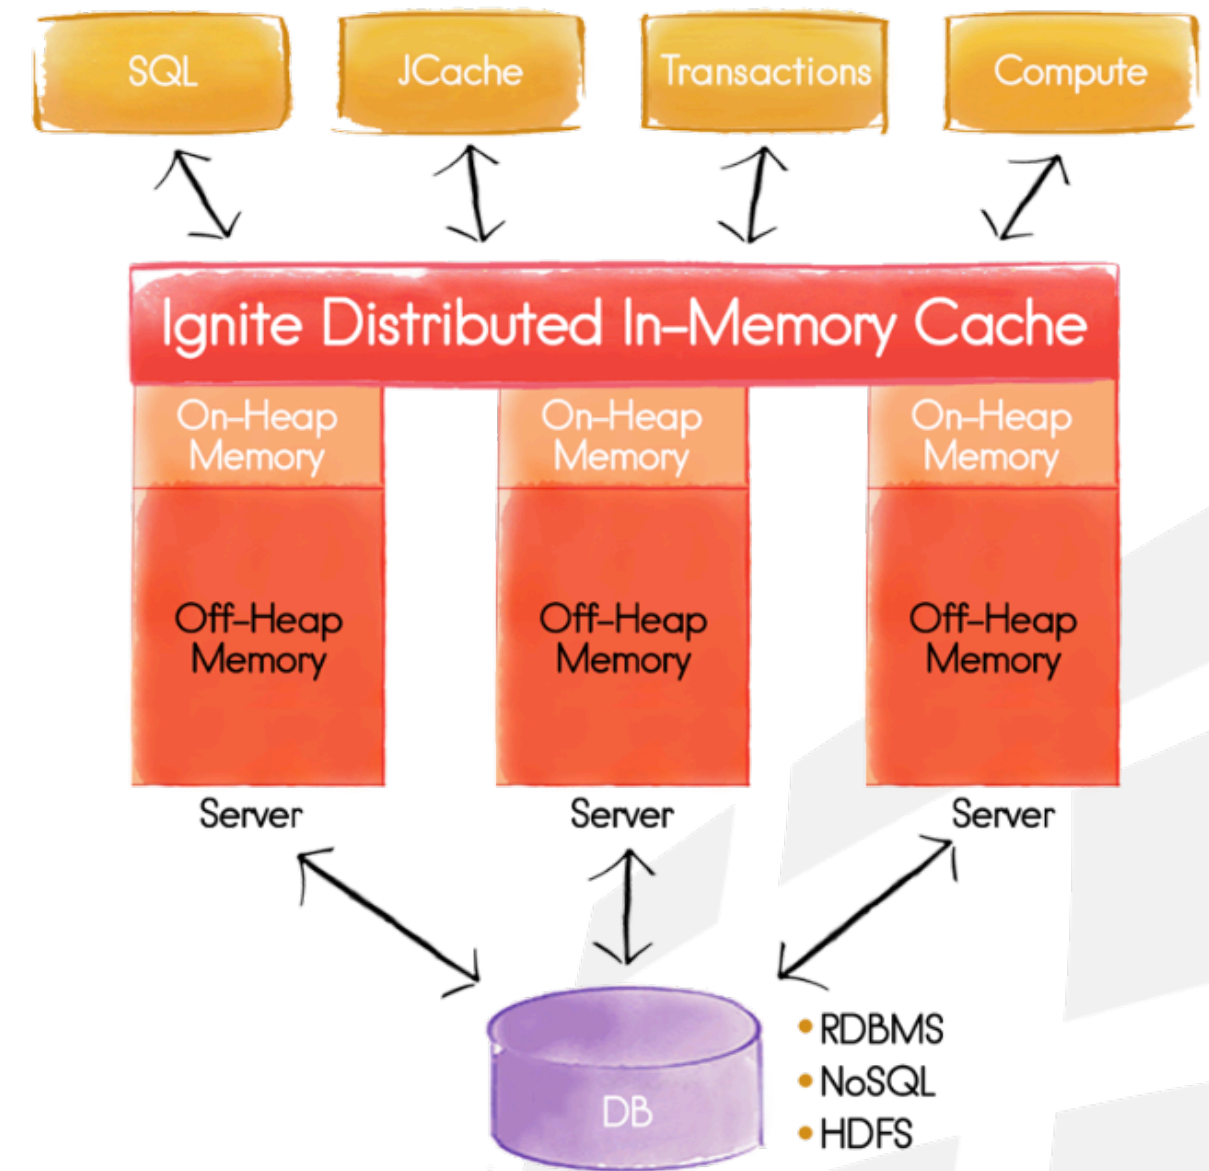 SQL
JCache
Transactions
Compute
Ignite Distributed In-Memory Cache
On-Heap
Memory
On-Heap
Memory
On-Heap
Memory
Off-Heap
Memory
Off-Heap
Memory
Off-Heap
Memory
Server
Server
Server
DB
• RDBMS
• NoSQL
• HDFS